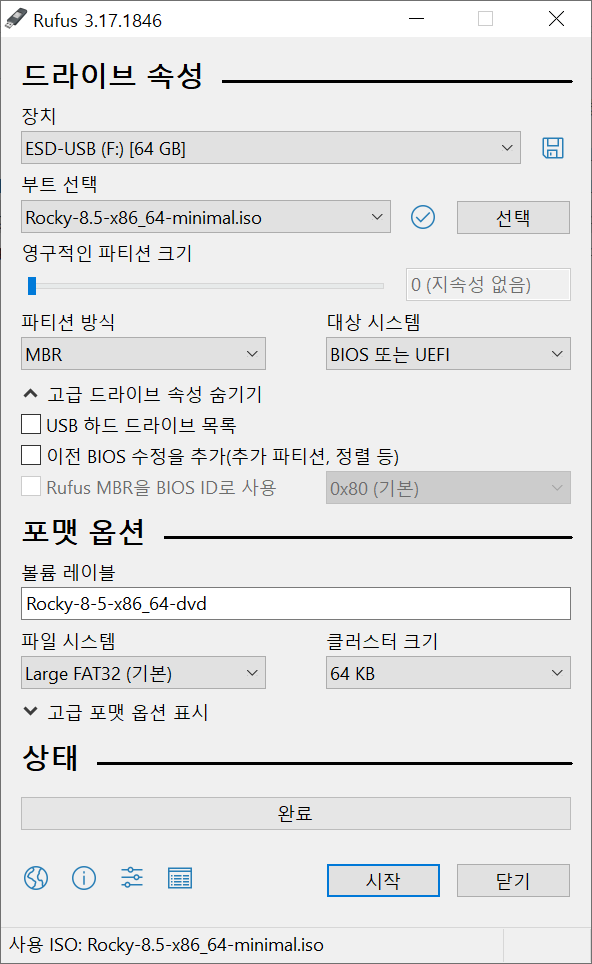 Rufus 3.17.1846
드라이브 속성
장치
ESD-USB (F:) [64 GB]
부트 선택
Rocky-8.5-x86_64-minimal.iso
선택
영구적인 파티션 크기
0 (지속성 없음)
파티션 방식
대상 시스템
MBR
BIOS 또는 UEFI
고급 드라이브 속성 숨기기
USB 하드 드라이브 목록
이전 BIOS 수정을 추가(추가 파티션, 정렬 등)
Rufus MBR을 BIOS ID로 사용
0x80 (기본)
포맷 옵션
볼륨 레이블
Rocky-8-5-x86_64-dvd
파일 시스템
클러스터 크기
Large FAT32 (기본)
64 KB
고급 포맷 옵션 표시
상태
완료
시작
닫기
사용 ISO: Rocky-8.5-x86_64-minimal.iso